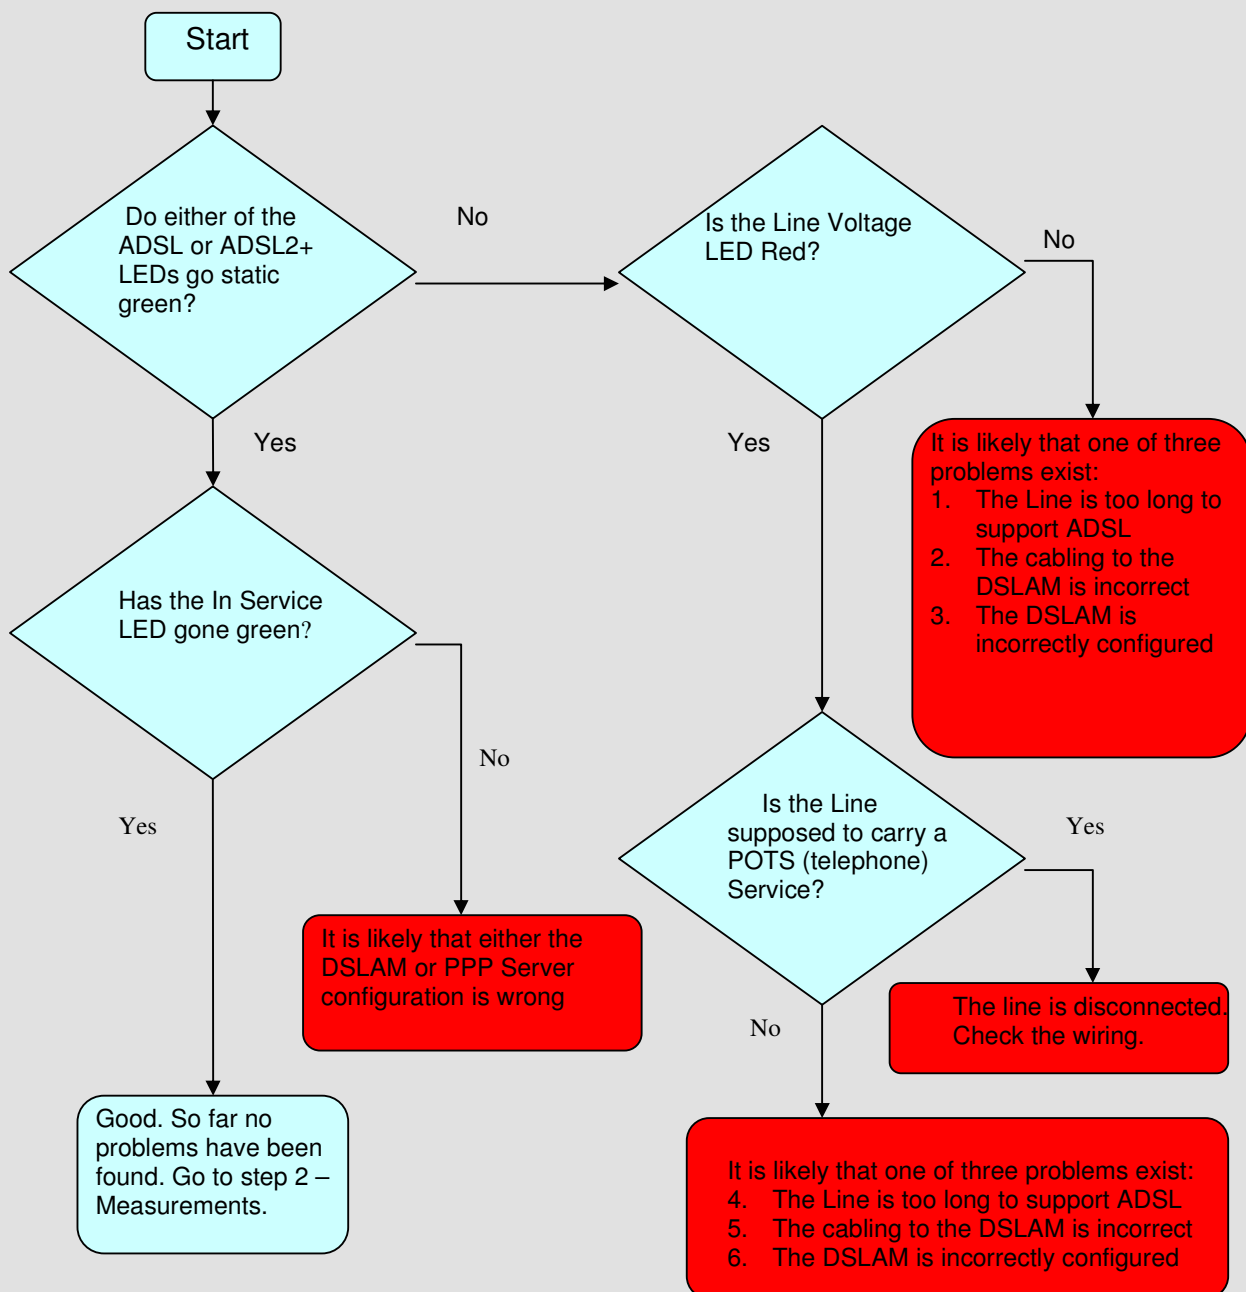 Start
Do either of the
ADSL or ADSL2+
LEDs go static
green?
No
Is the Line Voltage
LED Red?
No
Yes
Yes
It is likely that one of three
problems exist:
1. The Line is too long to
support ADSL
2. The cabling to the
DSLAM is incorrect
3. The DSLAM is
incorrectly configured
Has the In Service
LED gone green?
No
Yes
Is the Line
supposed to carry a
POTS (telephone)
Service?
Yes
It is likely that either the
DSLAM or PPP Server
configuration is wrong
The line is disconnected.
Check the wiring.
No
Good. So far no
problems have been
found. Go to step 2 –
Measurements.
It is likely that one of three problems exist:
4. The Line is too long to support ADSL
5. The cabling to the DSLAM is incorrect
6. The DSLAM is incorrectly configured